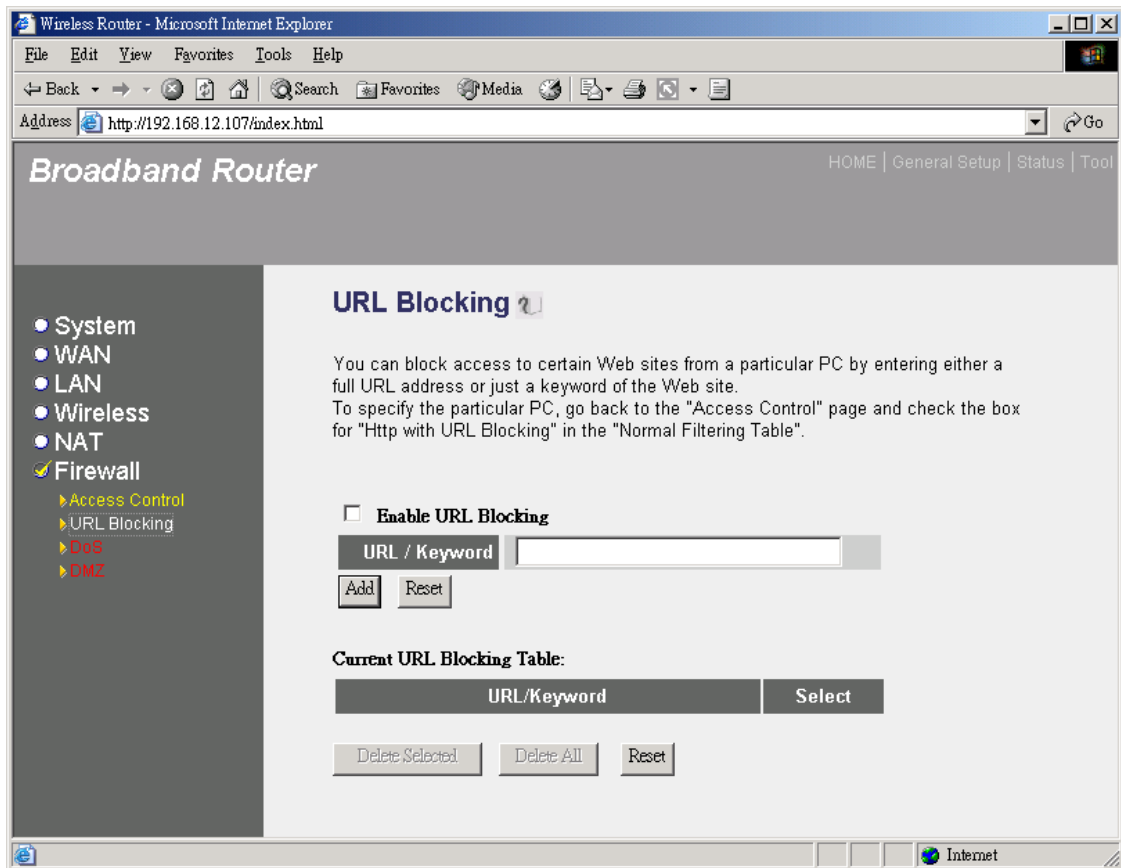 Wireless Router - Microsoft Internet Explorer
File Edit View Favorites Tools Help
Back Search Favorites Media
Address http://192.168.12.107/index.html Go
Broadband Router
HOME | General Setup | Status | Tool
System
WAN
LAN
Wireless
NAT
Firewall
Access Control
URL Blocking
DoS
DMZ
URL Blocking
You can block access to certain Web sites from a particular PC by entering either a
full URL address or just a keyword of the Web site.
To specify the particular PC, go back to the "Access Control" page and check the box
for "Http with URL Blocking" in the "Normal Filtering Table".
Enable URL Blocking
URL / Keyword
Add Reset
Current URL Blocking Table:
URL/Keyword Select
Delete Selected Delete All Reset
Internet